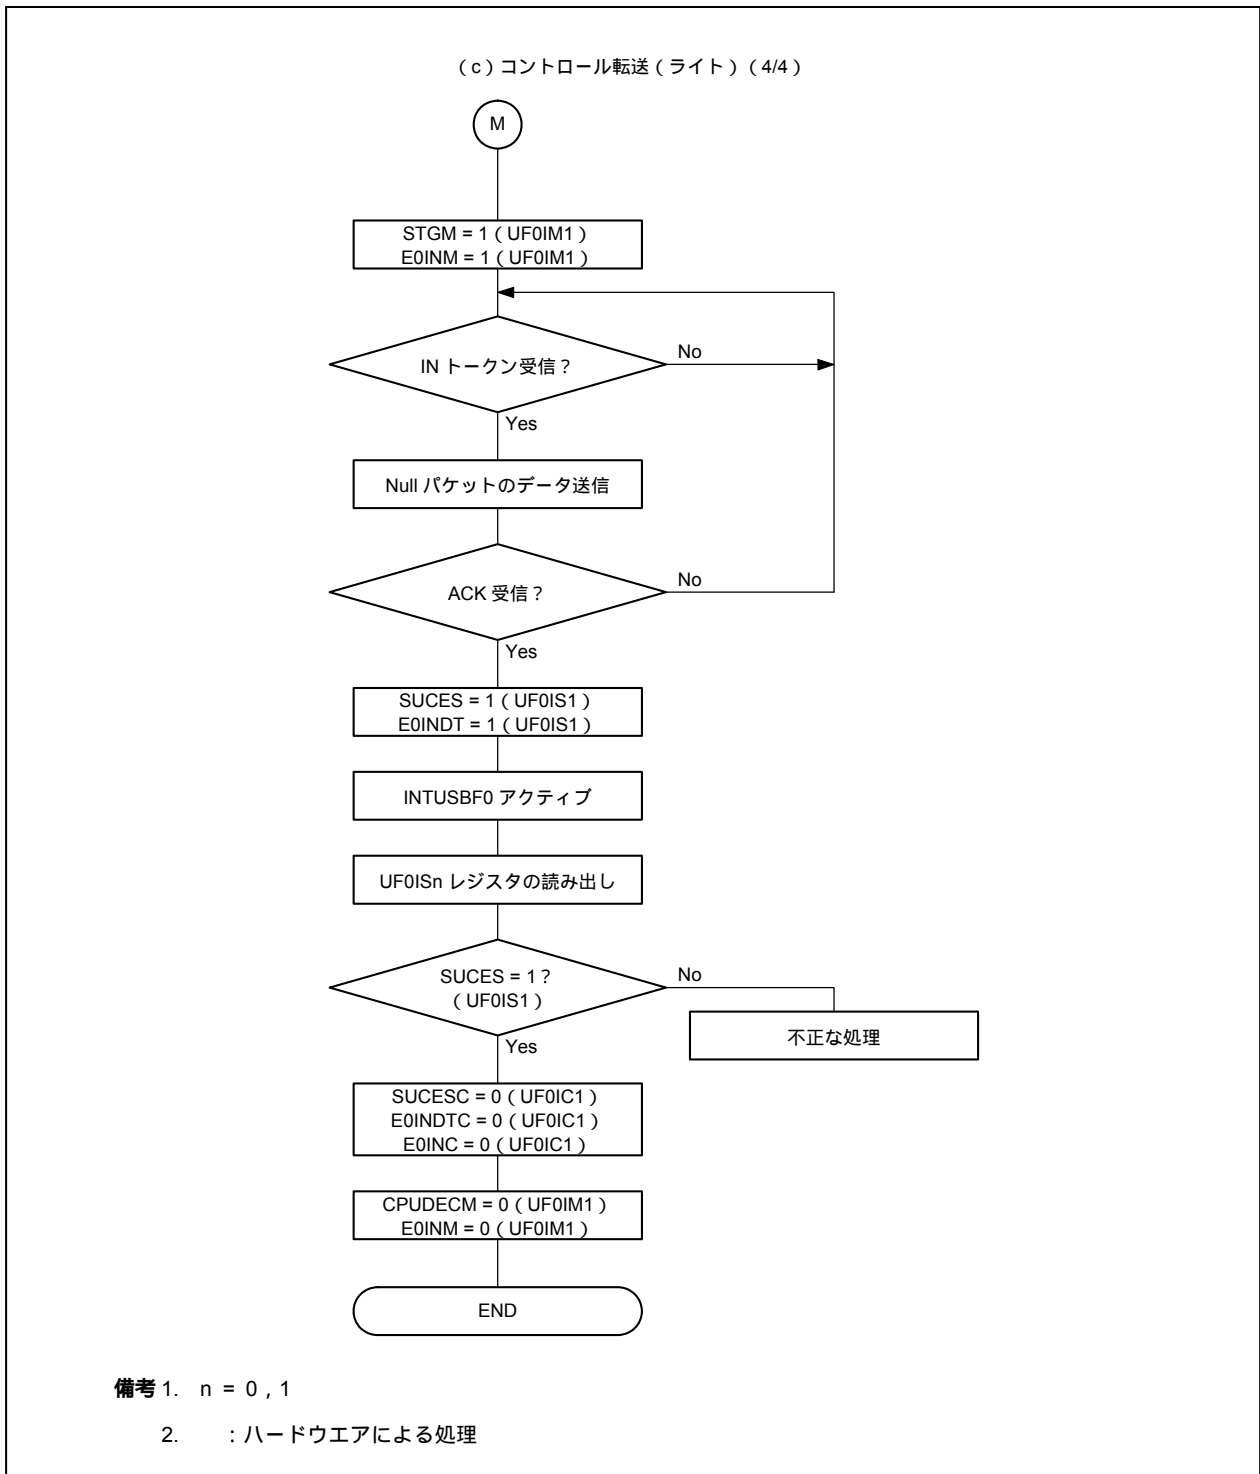 （c）コントロール転送（ライト）（4/4）
M
STGM = 1（UF0IM1）
E0INM = 1（UF0IM1）
IN トークン受信？
No
Yes
Null パケットのデータ送信
ACK 受信？
No
Yes
SUCES = 1（UF0IS1）
E0INDT = 1（UF0IS1）
INTUSBF0 アクティブ
UF0ISn レジスタの読み出し
SUCES = 1？
（UF0IS1）
No
不正な処理
Yes
SUCESC = 0（UF0IC1）
E0INDTC = 0（UF0IC1）
E0INC = 0（UF0IC1）
CPUDECM = 0（UF0IM1）
E0INM = 0（UF0IM1）
END
備考 1. n = 0，1
2. ：ハードウエアによる処理